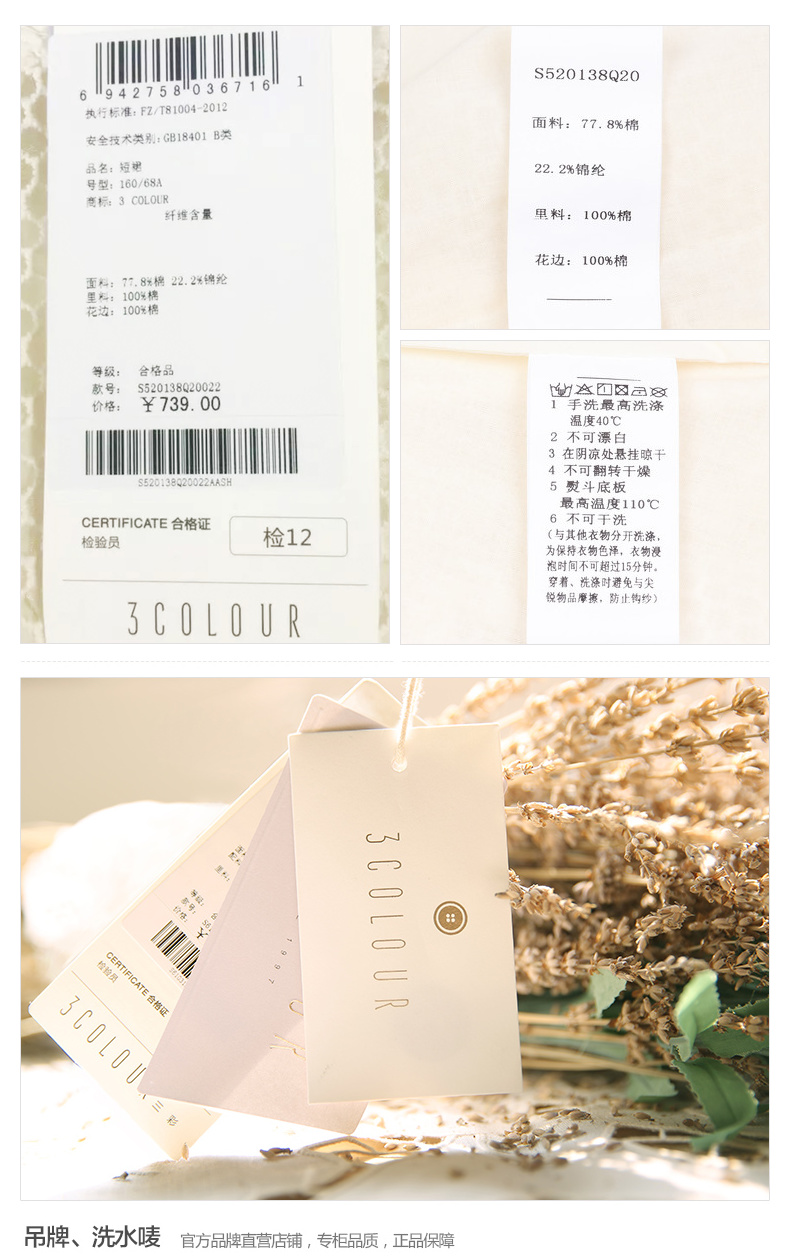 6 942758 036716 1
执行标准: FZ/T81004-2012
安全技术类别: GB18401 B类
品名: 短裙
号型: 160/68A
商标: 3 COLOUR
纤维含量
面料: 77.8%棉 22.2%锦纶
里料: 100%棉
花边: 100%棉
等级: 合格品
款号: S520138Q20022
价格: ¥739.00
S520138Q20022AASH
CERTIFICATE 合格证
检验员
检12
3COLOUR
S520138Q20
面料: 77.8%棉
22.2%锦纶
里料: 100%棉
花边: 100%棉
1 手洗最高洗涤
温度40℃
2 不可漂白
3 在阴凉处悬挂晾干
4 不可翻转干燥
5 熨斗底板
最高温度110℃
6 不可干洗
(与其他衣物分开洗涤,
为保持衣物色泽, 衣物浸
泡时间不可超过15分钟。
穿着、洗涤时避免与尖
锐物品摩擦, 防止钩纱)
等级:
款号:
价格:
CERTIFICATE 合格证
检验员
3COLOU
三
1997
OR
3COLOUR
吊牌、洗水唛 官方品牌直营店铺，专柜品质，正品保障